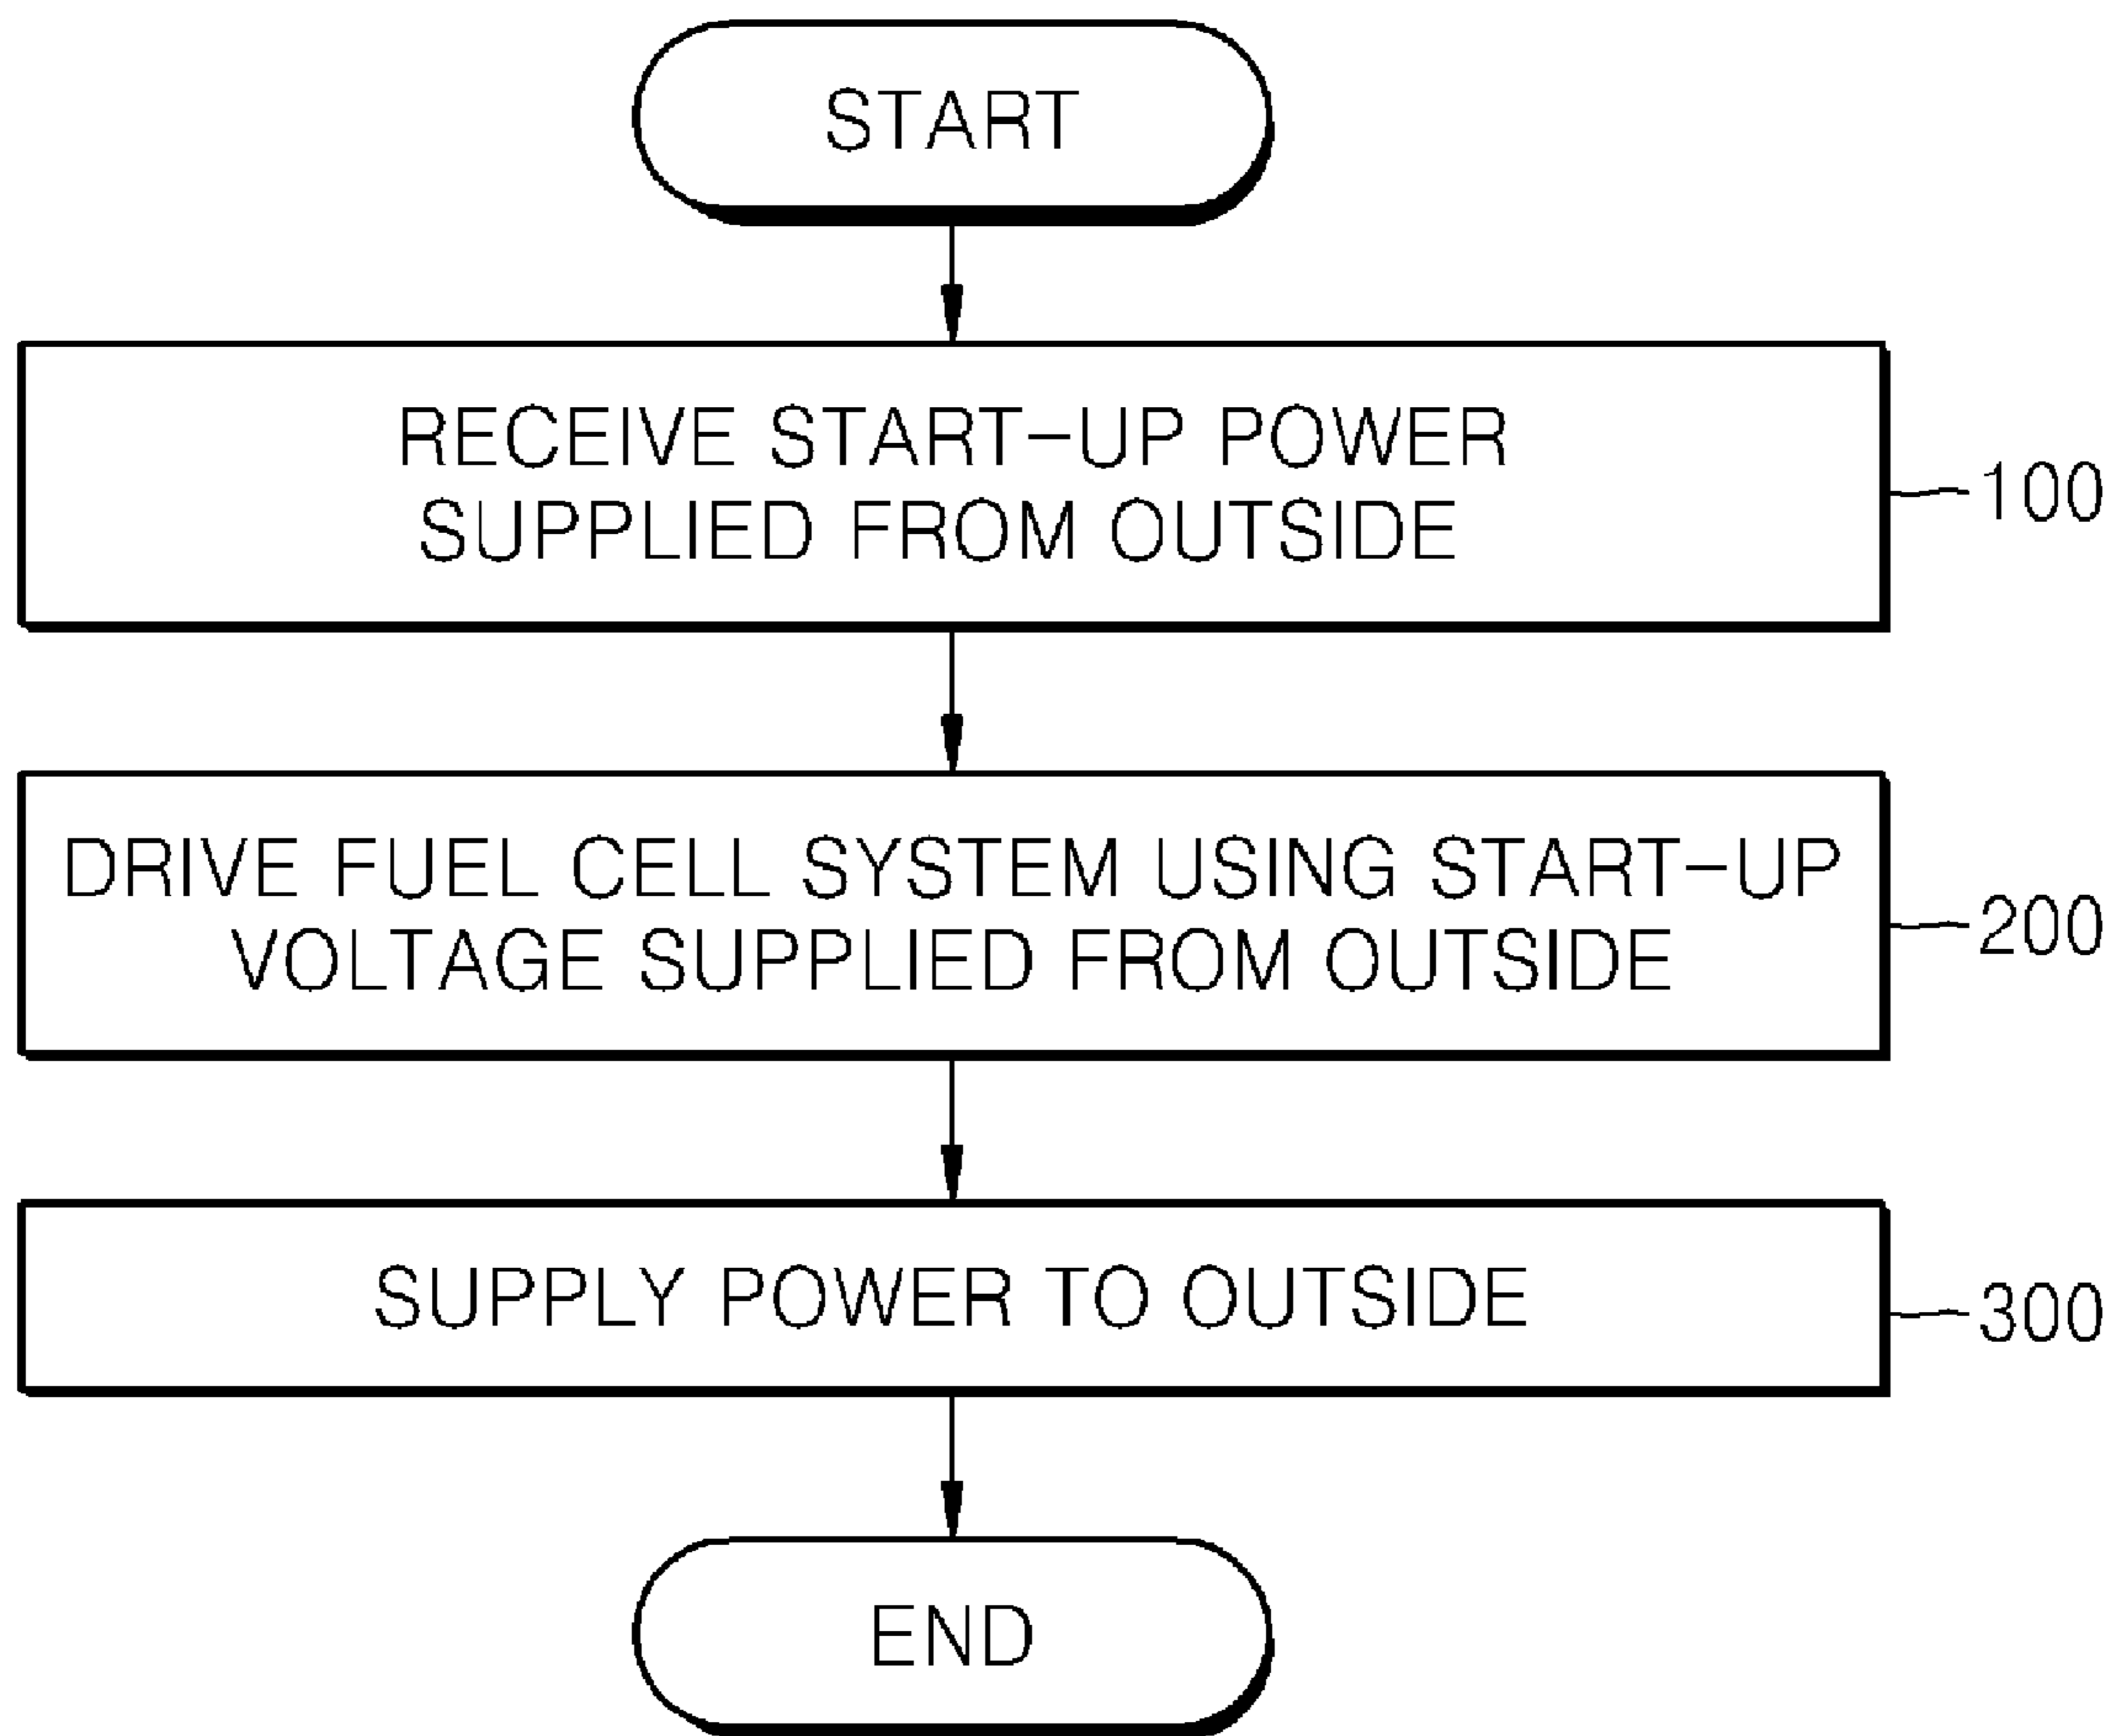 START
RECEIVE START-UP POWER
SUPPLIED FROM OUTSIDE
100
DRIVE FUEL CELL SYSTEM USING START-UP
VOLTAGE SUPPLIED FROM OUTSIDE
200
SUPPLY POWER TO OUTSIDE
300
END